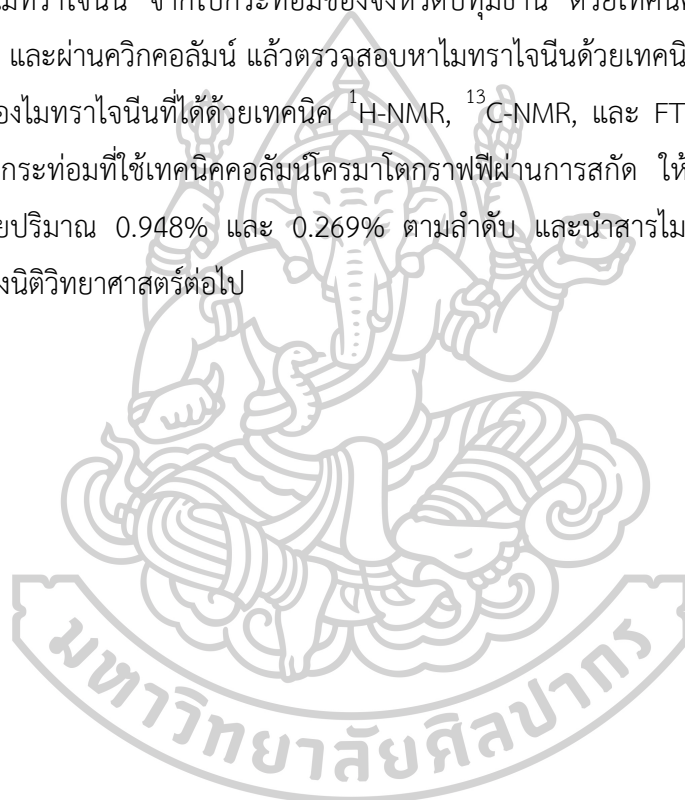 จากใบกระท่อมของจังหวัดปทุมธานี ด้วยเทคนิค
และผ่านควิกคอลัมน์ แล้วตรวจสอบหาไมทราไจนีนด้วยเทคนิ
องไมทราไจนีนที่ได้ด้วยเทคนิค ¹H-NMR, ¹³C-NMR, และ FT
กระท่อมที่ใช้เทคนิคคอลัมน์โครมาโตกราฟฟีผ่านการสกัด ให้
ยปริมาณ 0.948% และ 0.269% ตามลำดับ และนำสารไม
งนิติวิทยาศาสตร์ต่อไป
มหาวิทยาลัยศิลปากร